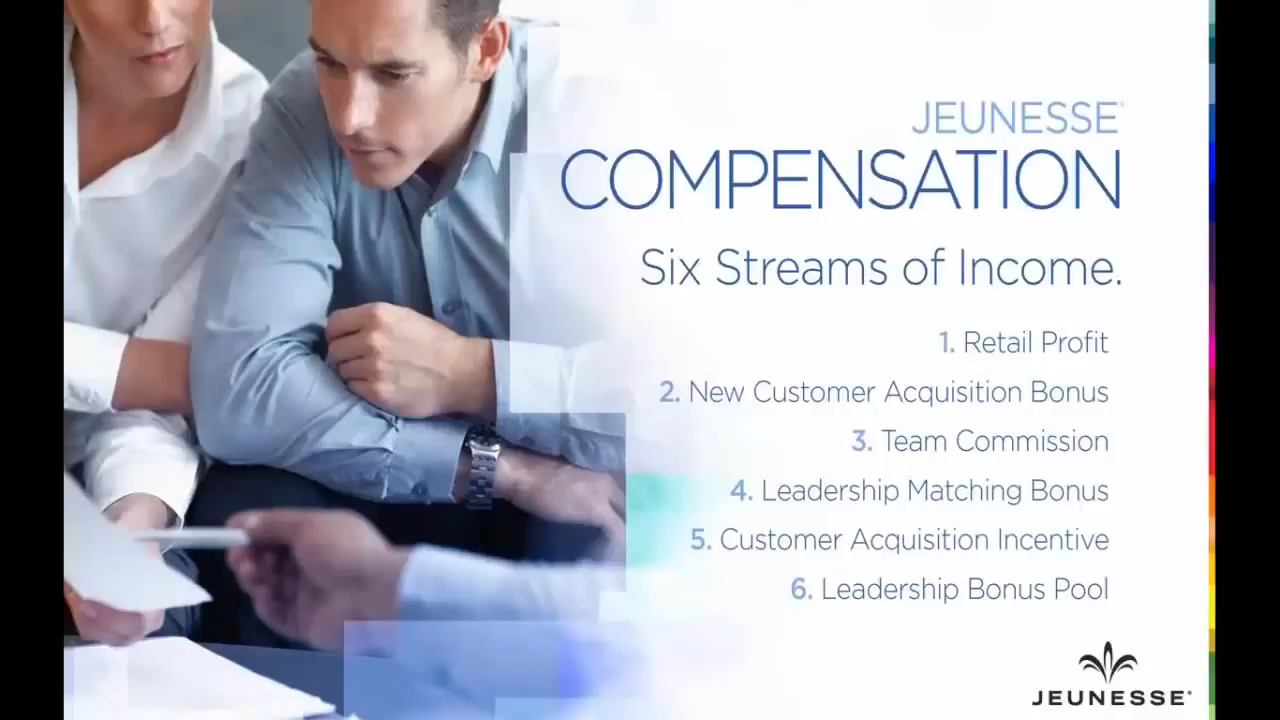 JEUNESSE®
COMPENSATION
Six Streams of Income.
1. Retail Profit
2. New Customer Acquisition Bonus
3. Team Commission
4. Leadership Matching Bonus
5. Customer Acquisition Incentive
6. Leadership Bonus Pool
JEUNESSE®